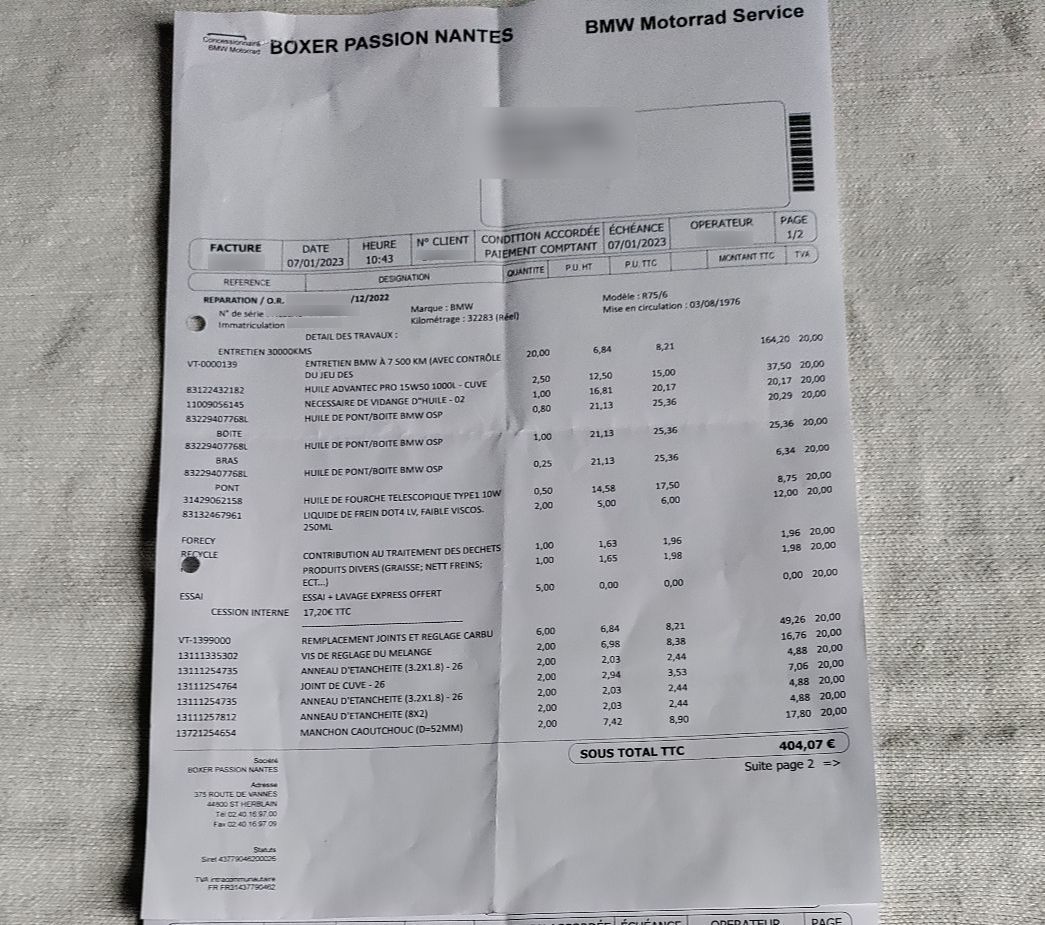 Concessionnaire
BMW Motorrad
BOXER PASSION NANTES
BMW Motorrad Service
FACTURE
DATE
07/01/2023
HEURE
10:43
N° CLIENT
CONDITION ACCORDÉE
PAIEMENT COMPTANT
ÉCHÉANCE
07/01/2023
OPERATEUR
PAGE
1/2
REFERENCE DESIGNATION QUANTITE P.U. HT P.U. TTC MONTANT TTC TVA
REPARATION / O.R. /12/2022
N° de série : Marque : BMW Modèle : R75/6
Immatriculation Kilométrage : 32283 (Réel) Mise en circulation : 03/08/1976
DETAIL DES TRAVAUX :
ENTRETIEN 30000KMS
VT-0000139 ENTRETIEN BMW À 7 500 KM (AVEC CONTRÔLE 20,00 6,84 8,21 164,20 20,00
DU JEU DES
83122432182 HUILE ADVANTEC PRO 15W50 1000L - CUVE 2,50 12,50 15,00 37,50 20,00
11009056145 NECESSAIRE DE VIDANGE D"HUILE - 02 1,00 16,81 20,17 20,17 20,00
83229407768L HUILE DE PONT/BOITE BMW OSP 0,80 21,13 25,36 20,29 20,00
BOITE
83229407768L HUILE DE PONT/BOITE BMW OSP 1,00 21,13 25,36 25,36 20,00
BRAS
83229407768L HUILE DE PONT/BOITE BMW OSP 0,25 21,13 25,36 6,34 20,00
PONT
31429062158 HUILE DE FOURCHE TELESCOPIQUE TYPE1 10W 0,50 14,58 17,50 8,75 20,00
83132467961 LIQUIDE DE FREIN DOT4 LV, FAIBLE VISCOS. 2,00 5,00 6,00 12,00 20,00
250ML
FORECY CONTRIBUTION AU TRAITEMENT DES DECHETS 1,00 1,63 1,96 1,96 20,00
RECYCLE PRODUITS DIVERS (GRAISSE; NETT FREINS; 1,00 1,65 1,98 1,98 20,00
ECT...)
ESSAI ESSAI + LAVAGE EXPRESS OFFERT 5,00 0,00 0,00 0,00 20,00
CESSION INTERNE 17,20€ TTC
VT-1399000 REMPLACEMENT JOINTS ET REGLAGE CARBU 6,00 6,84 8,21 49,26 20,00
13111335302 VIS DE REGLAGE DU MELANGE 2,00 6,98 8,38 16,76 20,00
13111254735 ANNEAU D'ETANCHEITE (3.2X1.8) - 26 2,00 2,03 2,44 4,88 20,00
13111254764 JOINT DE CUVE - 26 2,00 2,94 3,53 7,06 20,00
13111254735 ANNEAU D'ETANCHEITE (3.2X1.8) - 26 2,00 2,03 2,44 4,88 20,00
13111257812 ANNEAU D'ETANCHEITE (8X2) 2,00 2,03 2,44 4,88 20,00
13721254654 MANCHON CAOUTCHOUC (D=52MM) 2,00 7,42 8,90 17,80 20,00
SOUS TOTAL TTC 404,07 €
Suite page 2 =>
Société
BOXER PASSION NANTES
Adresse
375 ROUTE DE VANNES
44800 ST HERBLAIN
Tel 02.40.16.97.00
Fax 02.40.16.97.09
Statuts
Siret 43779046200026
TVA intracommunautaire
FR FR31437790462
ÉCHÉANCE OPERATEUR PAGE